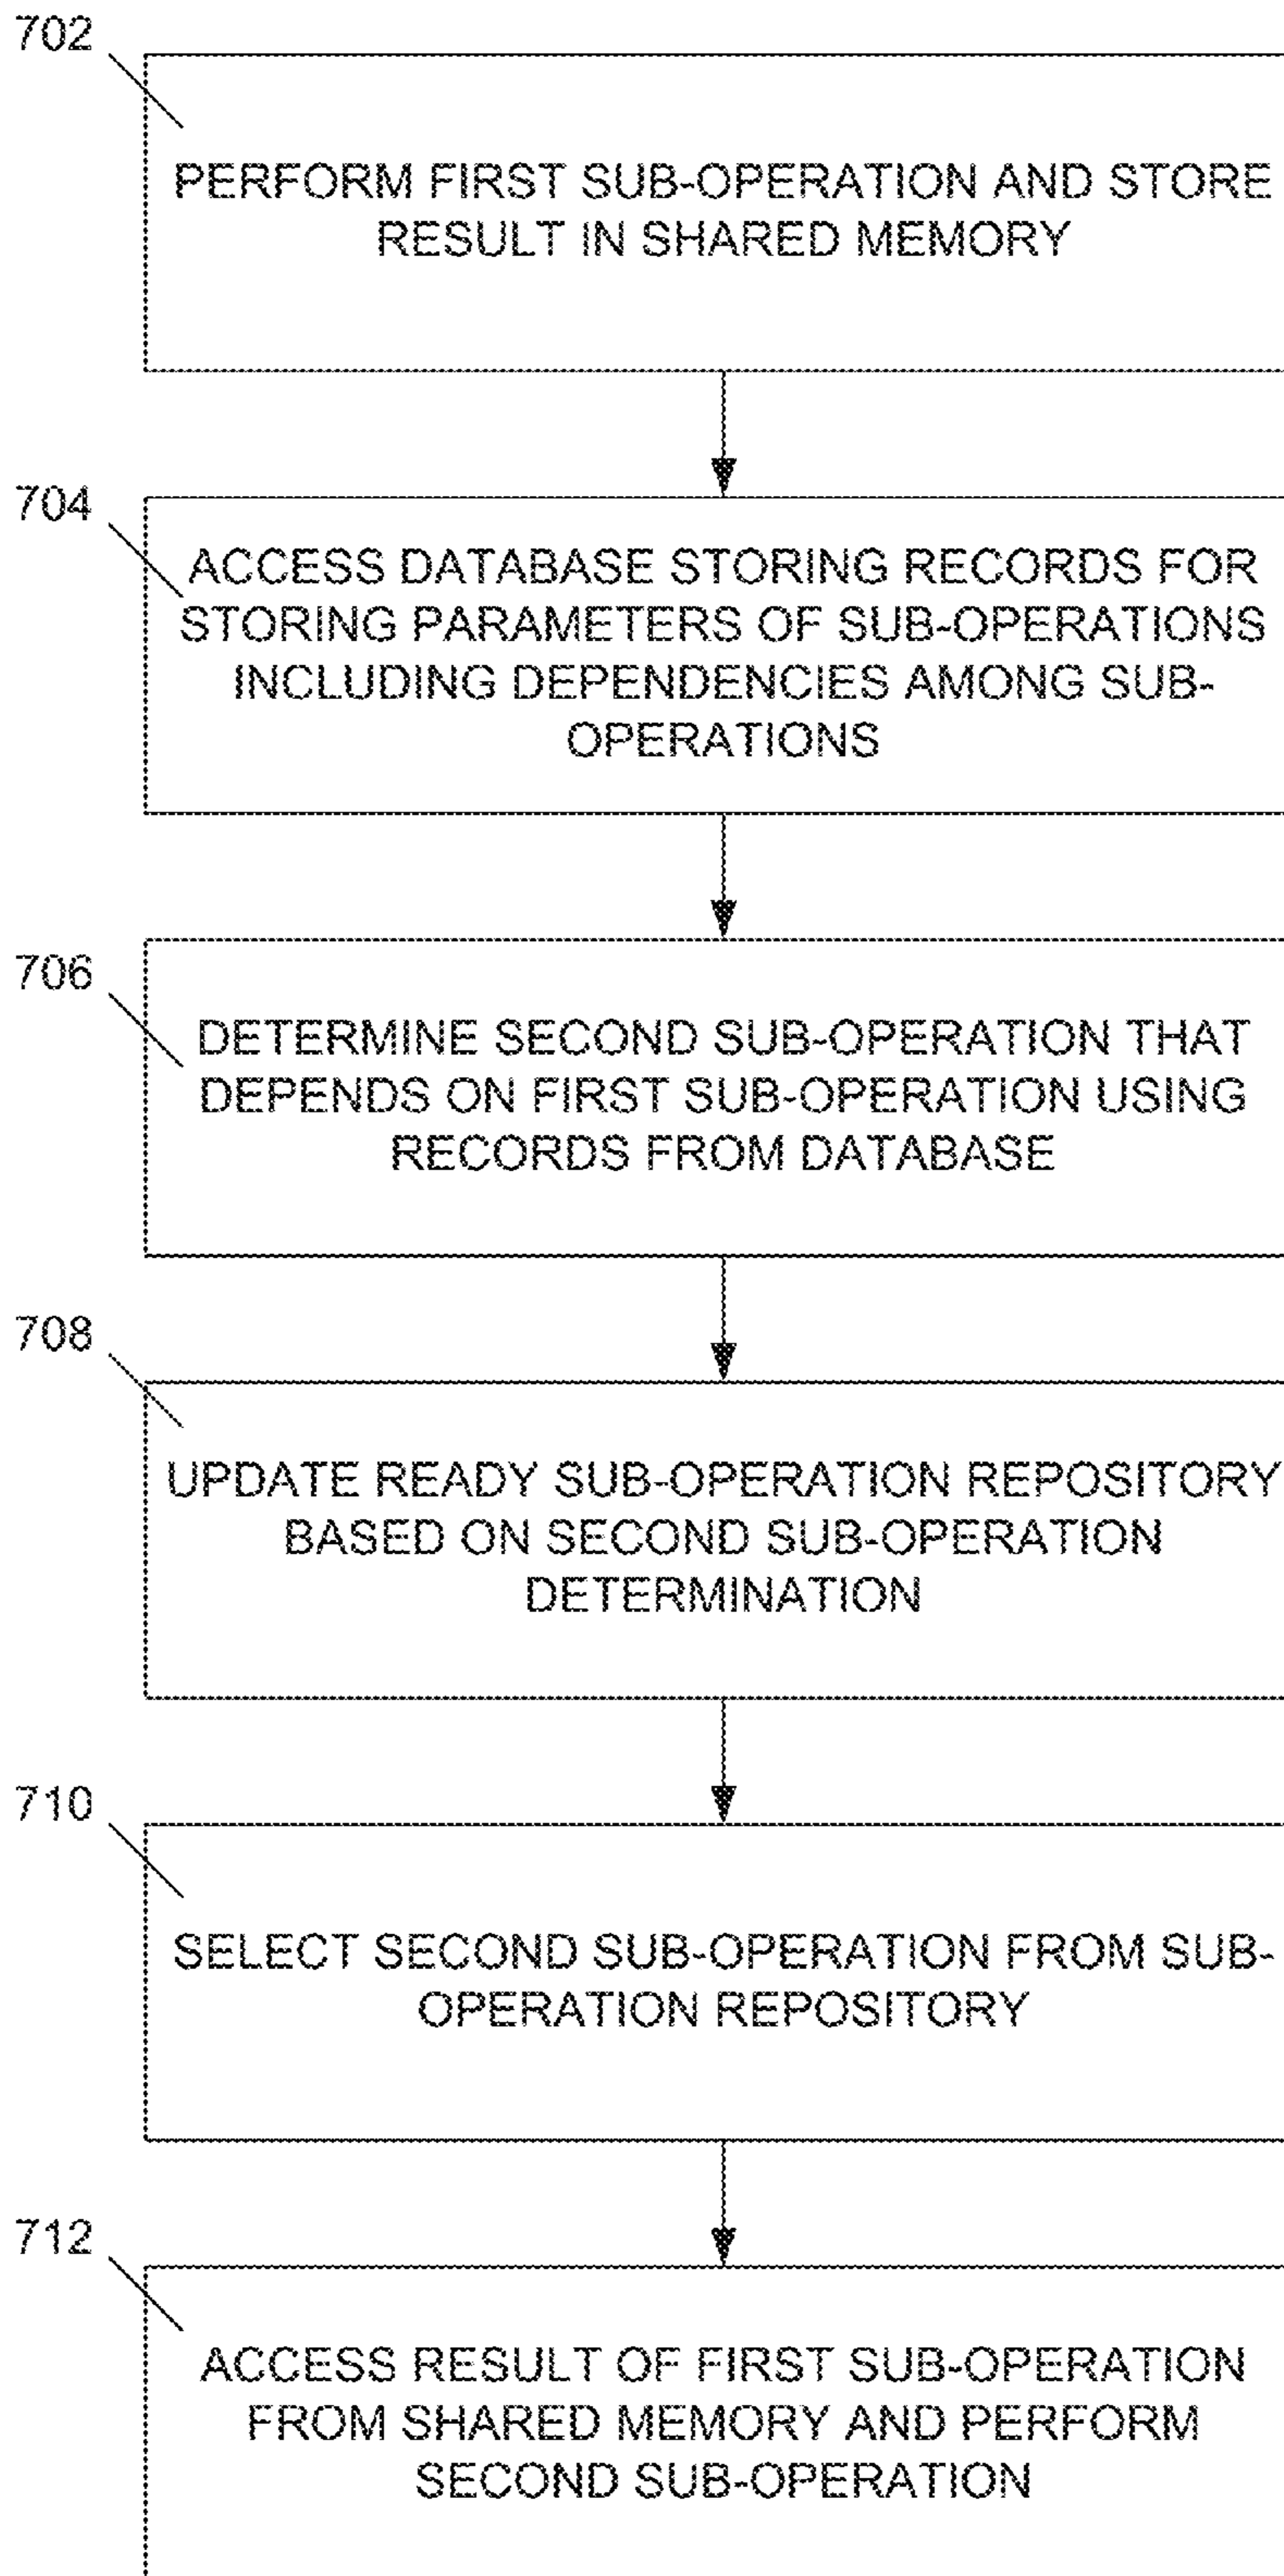 702
PERFORM FIRST SUB-OPERATION AND STORE
RESULT IN SHARED MEMORY
704
ACCESS DATABASE STORING RECORDS FOR
STORING PARAMETERS OF SUB-OPERATIONS
INCLUDING DEPENDENCIES AMONG SUB-
OPERATIONS
706
DETERMINE SECOND SUB-OPERATION THAT
DEPENDS ON FIRST SUB-OPERATION USING
RECORDS FROM DATABASE
708
UPDATE READY SUB-OPERATION REPOSITORY
BASED ON SECOND SUB-OPERATION
DETERMINATION
710
SELECT SECOND SUB-OPERATION FROM SUB-
OPERATION REPOSITORY
712
ACCESS RESULT OF FIRST SUB-OPERATION
FROM SHARED MEMORY AND PERFORM
SECOND SUB-OPERATION